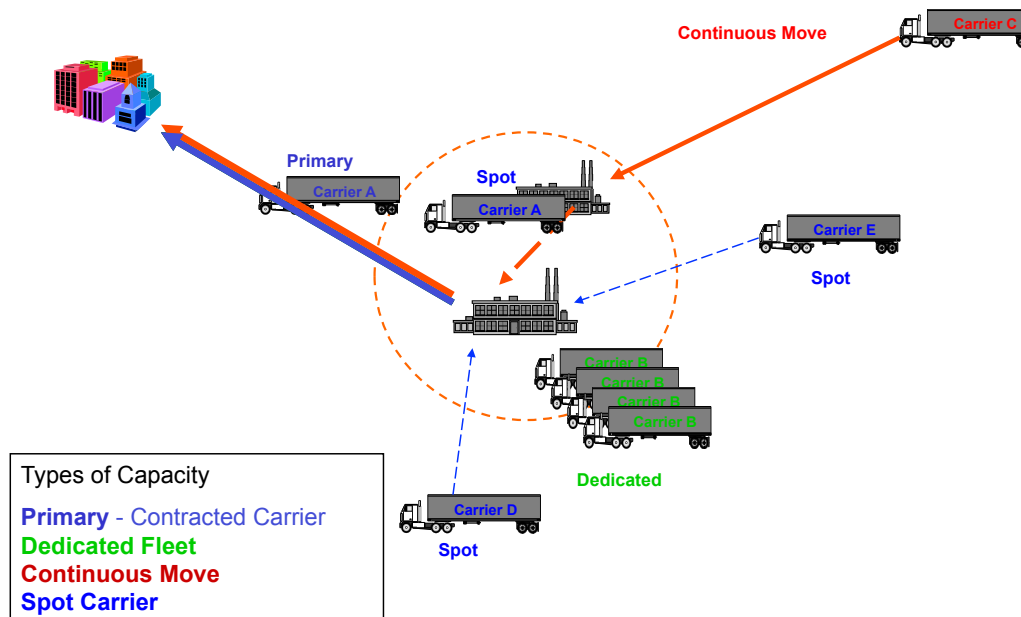 Carrier C
Continuous Move
Primary
Spot
Carrier A
Carrier A
Carrier E
Spot
Carrier B
Carrier B
Carrier B
Carrier B
Dedicated
Types of Capacity
Primary - Contracted Carrier
Dedicated Fleet
Continuous Move
Spot Carrier
Carrier D
Spot